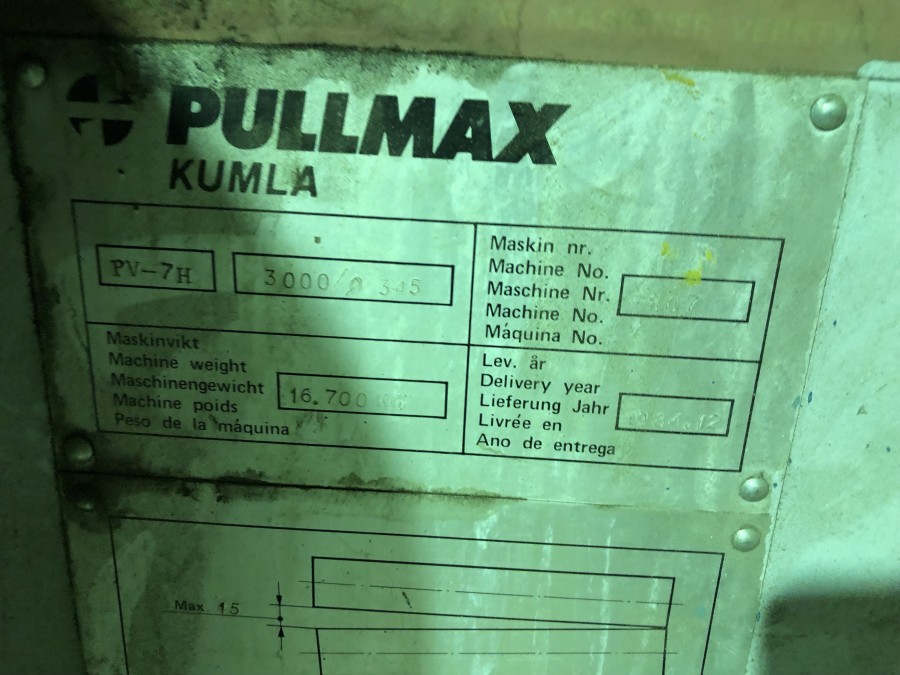 MASKINER
PULLMAX
KUMLA
PV-7H
Maskin nr.
Machine No.
Maschine Nr.
Machine No.
Máquina No.
Maskinvikt
Machine weight
Maschinengewicht
Machine poids
Peso de la máquina
16.700
Lev. år
Delivery year
Lieferung Jahr
Livrée en
Ano de entrega
Max. 15